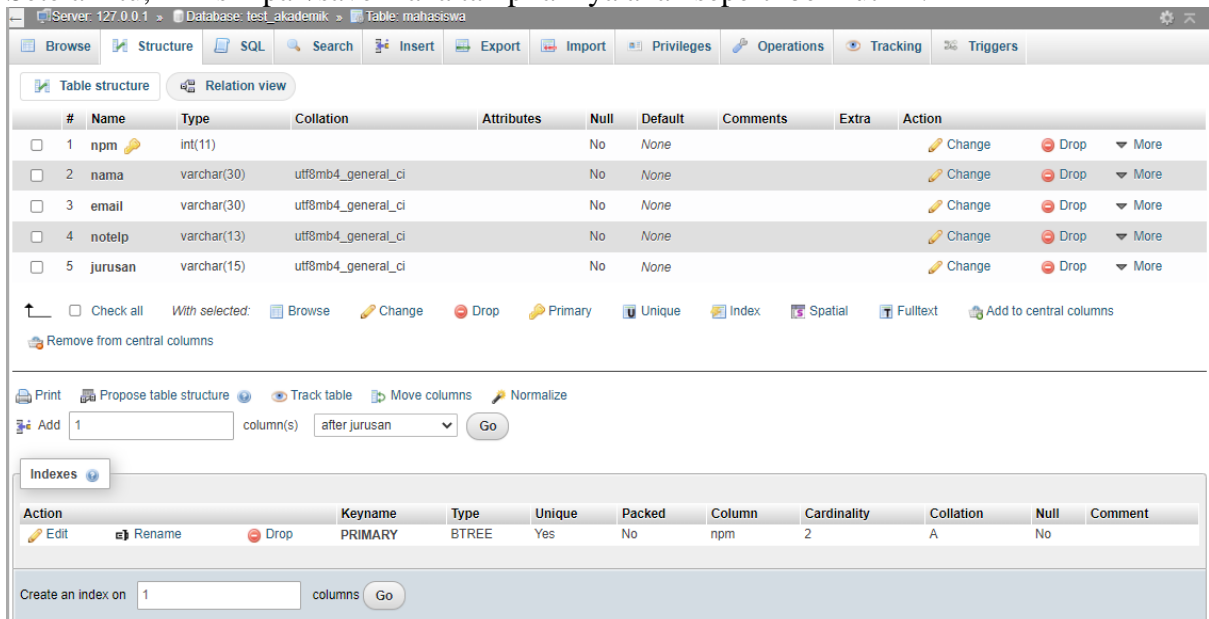 Server: 127.0.0.1 » Database: test_akademik » Table: mahasiswa
Browse Structure SQL Search Insert Export Import Privileges Operations Tracking Triggers
Table structure Relation view
# Name Type Collation Attributes Null Default Comments Extra Action
1 npm int(11) No None Change Drop More
2 nama varchar(30) utf8mb4_general_ci No None Change Drop More
3 email varchar(30) utf8mb4_general_ci No None Change Drop More
4 notelp varchar(13) utf8mb4_general_ci No None Change Drop More
5 jurusan varchar(15) utf8mb4_general_ci No None Change Drop More
Check all With selected: Browse Change Drop Primary Unique Index Spatial Fulltext Add to central columns
Remove from central columns
Print Propose table structure Track table Move columns Normalize
Add 1 column(s) after jurusan Go
Indexes
Action Keyname Type Unique Packed Column Cardinality Collation Null Comment
Edit Rename Drop PRIMARY BTREE Yes No npm 2 A No
Create an index on 1 columns Go